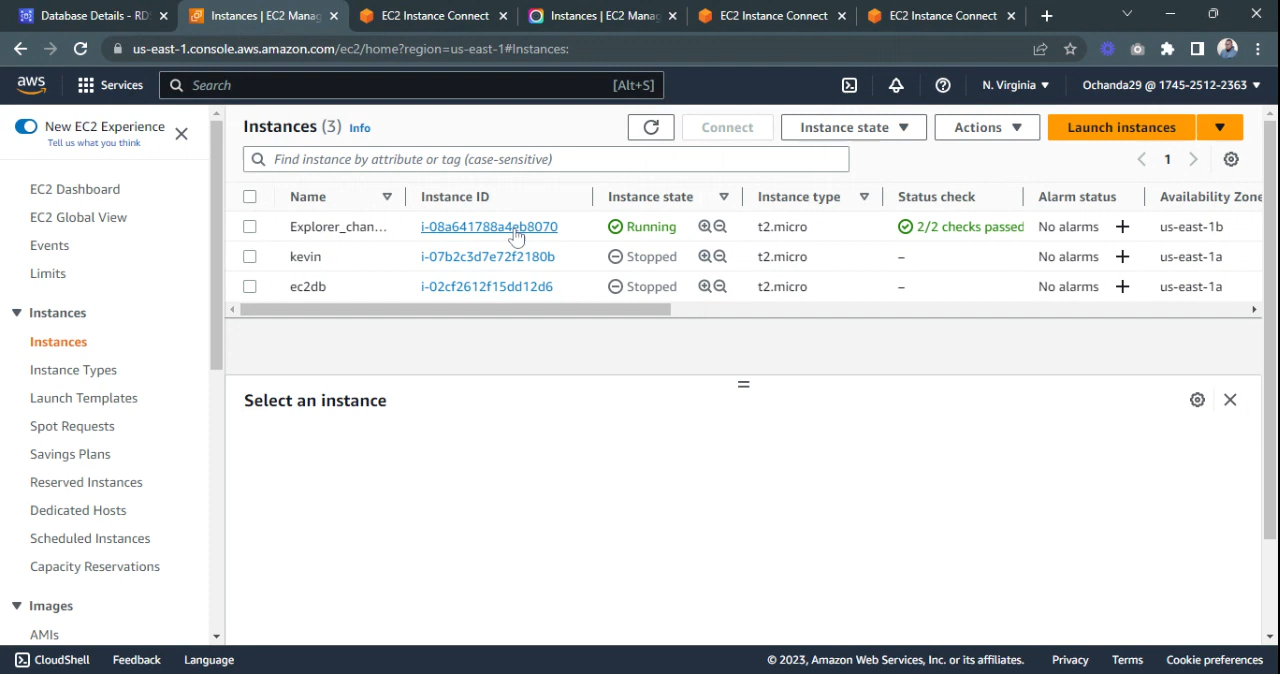 Database Details - RD
Instances | EC2 Manag
EC2 Instance Connect
Instances | EC2 Manag
EC2 Instance Connect
EC2 Instance Connect
us-east-1.console.aws.amazon.com/ec2/home?region=us-east-1#Instances:
aws
Services
Search
[Alt+S]
N. Virginia
Ochanda29 @ 1745-2512-2363
New EC2 Experience
Tell us what you think
EC2 Dashboard
EC2 Global View
Events
Limits
Instances
Instances
Instance Types
Launch Templates
Spot Requests
Savings Plans
Reserved Instances
Dedicated Hosts
Scheduled Instances
Capacity Reservations
Images
AMIs
Instances (3) Info
Connect
Instance state
Actions
Launch instances
Find instance by attribute or tag (case-sensitive)
1
Name Instance ID Instance state Instance type Status check Alarm status Availability Zone
Explorer_chan... i-08a641788a4eb8070 Running t2.micro 2/2 checks passed No alarms + us-east-1b
kevin i-07b2c3d7e72f2180b Stopped t2.micro – No alarms + us-east-1a
ec2db i-02cf2612f15dd12d6 Stopped t2.micro – No alarms + us-east-1a
Select an instance
CloudShell Feedback Language
© 2023, Amazon Web Services, Inc. or its affiliates. Privacy Terms Cookie preferences